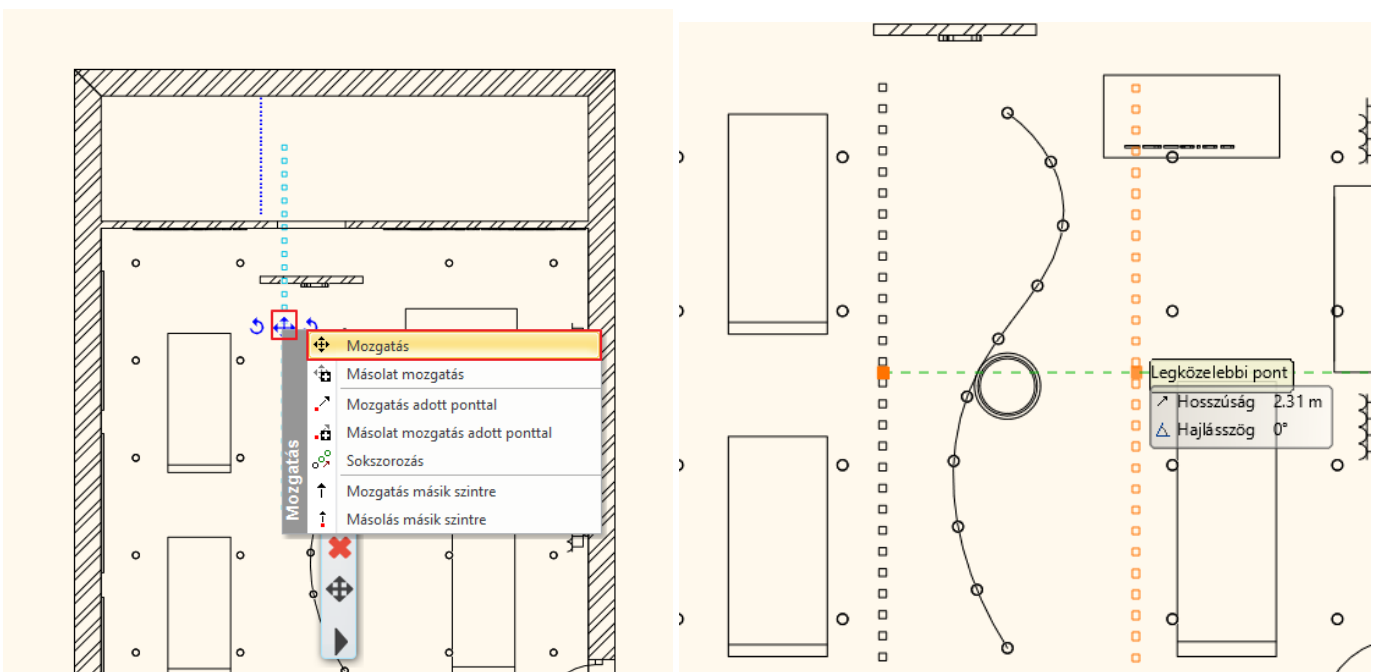 Mozgatás
Mozgatás
Másolat mozgatás
Mozgatás adott ponttal
Másolat mozgatás adott ponttal
Sokszorozás
Mozgatás másik szintre
Másolás másik szintre
Legközelebbi pont
Hosszúság 2.31 m
Hajlásszög 0°